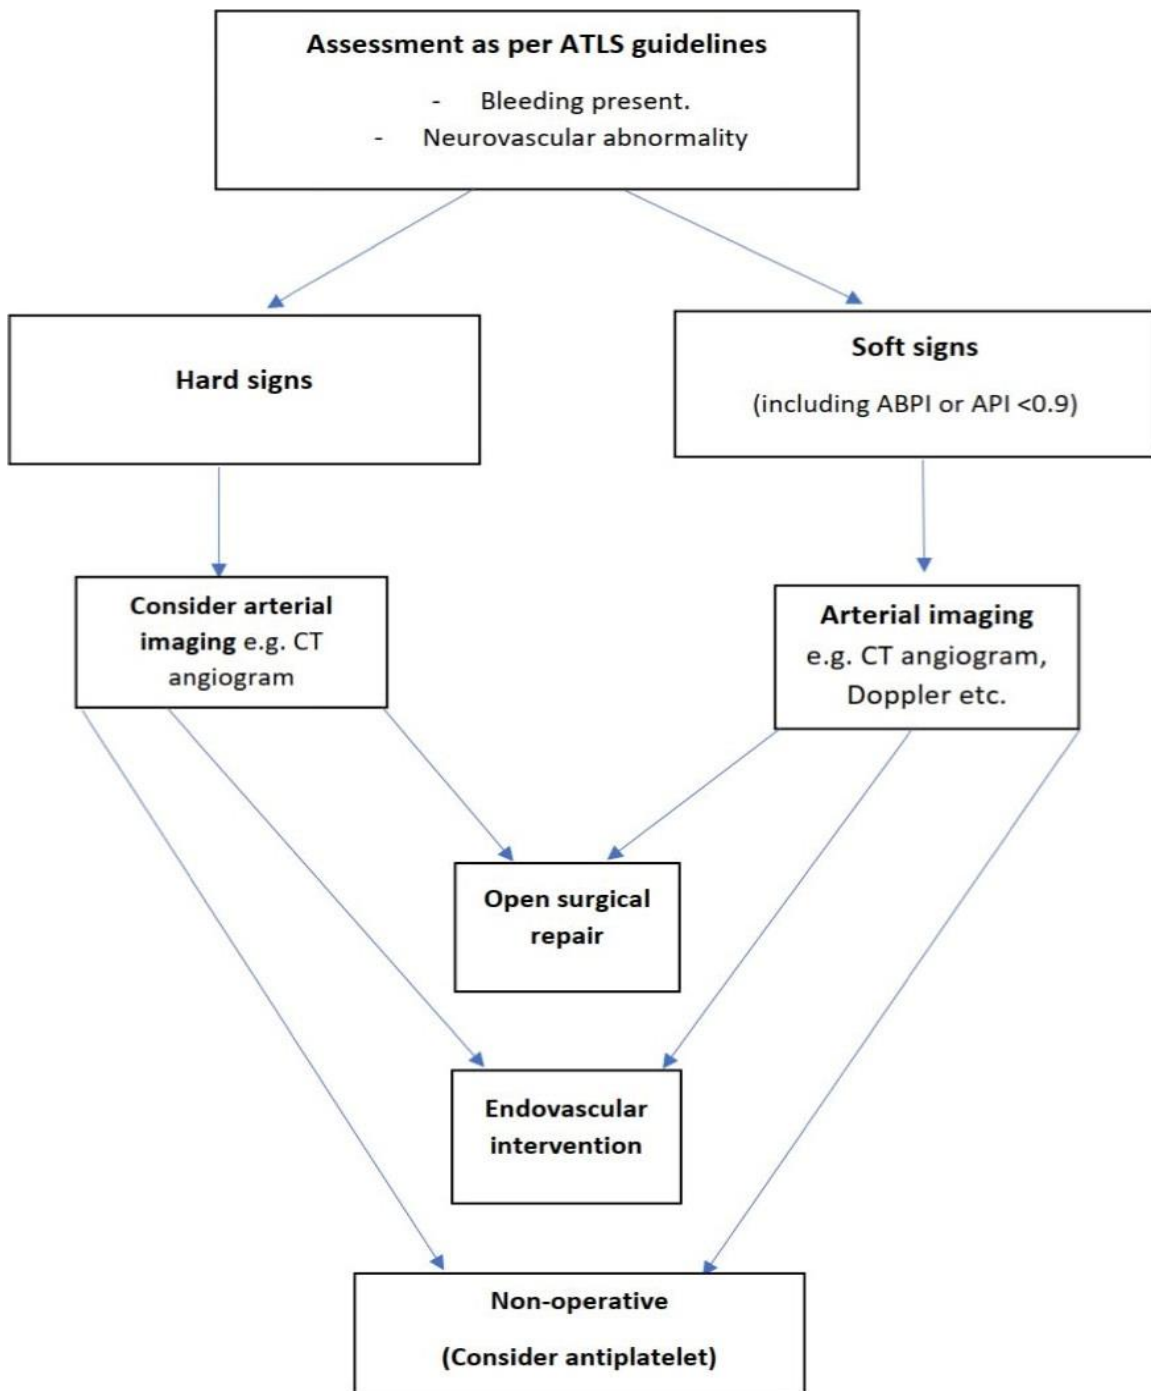 Assessment as per ATLS guidelines
- Bleeding present.
- Neurovascular abnormality
Hard signs
Soft signs
(including ABPI or API <0.9)
Consider arterial
imaging e.g. CT
angiogram
Arterial imaging
e.g. CT angiogram,
Doppler etc.
Open surgical
repair
Endovascular
intervention
Non-operative
(Consider antiplatelet)